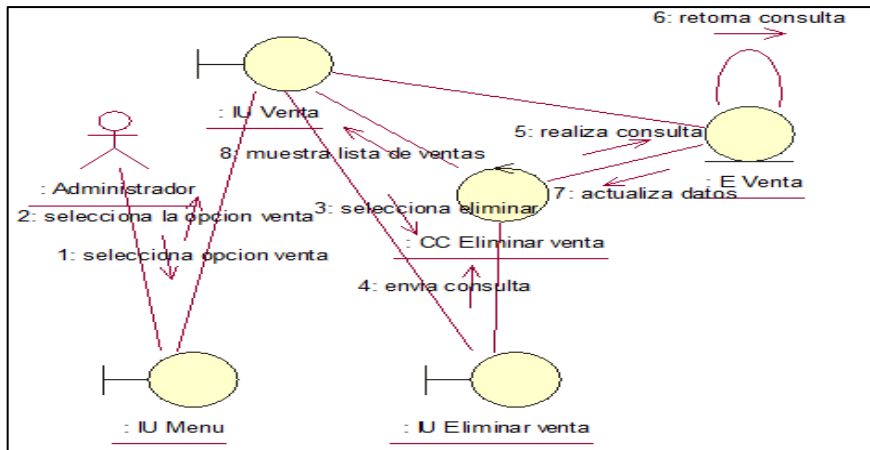 6: retorna consulta
: IU Venta
5: realiza consulta
8: muestra lista de ventas
: E Venta
: Administrador
7: actualiza datos
2: selecciona la opcion venta
3: selecciona eliminar
1: selecciona opcion venta
: CC Eliminar venta
4: envia consulta
: IU Menu
: IU Eliminar venta